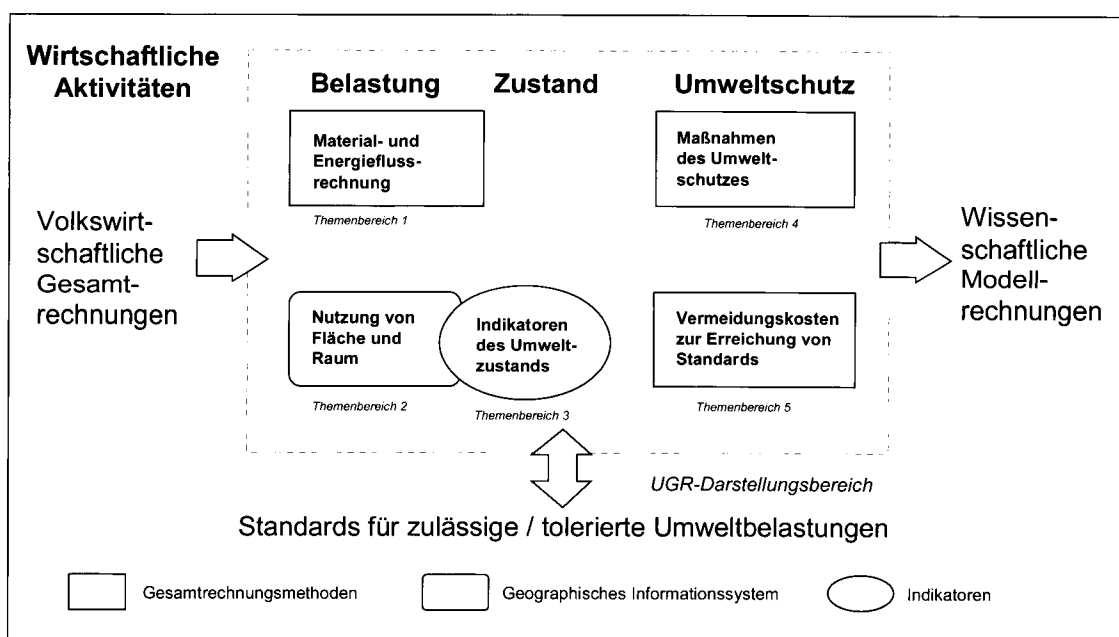 Wirtschaftliche
Aktivitäten
Belastung
Zustand
Umweltschutz
Material- und
Energiefluss-
rechnung
Themenbereich 1
Maßnahmen
des Umwelt-
schutzes
Themenbereich 4
Volkswirt-
schaftliche
Gesamt-
rechnungen
Wissen-
schaftliche
Modell-
rechnungen
Nutzung von
Fläche und
Raum
Themenbereich 2
Indikatoren
des Umwelt-
zustands
Themenbereich 3
Vermeidungskosten
zur Erreichung von
Standards
Themenbereich 5
UGR-Darstellungsbereich
Standards für zulässige / tolerierte Umweltbelastungen
Gesamtrechnungsmethoden
Geographisches Informationssystem
Indikatoren